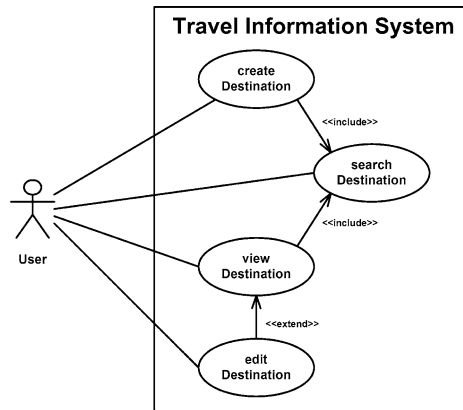 Travel Information System
create
Destination
<<include>>
search
Destination
<<include>>
User
view
Destination
<<extend>>
edit
Destination